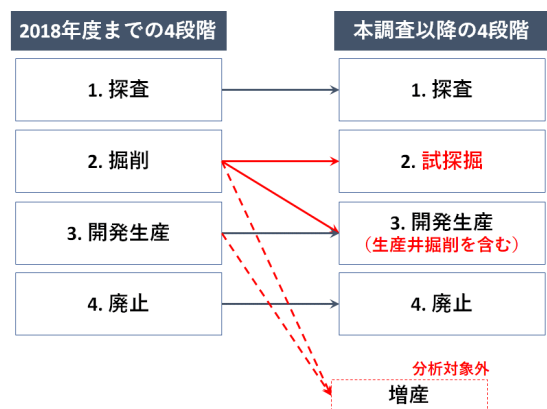 2018年度までの4段階
本調査以降の4段階
1. 探査
1. 探査
2. 掘削
2. 試探掘
3. 開発生産
3. 開発生産
（生産井掘削を含む）
4. 廃止
4. 廃止
分析対象外
増産